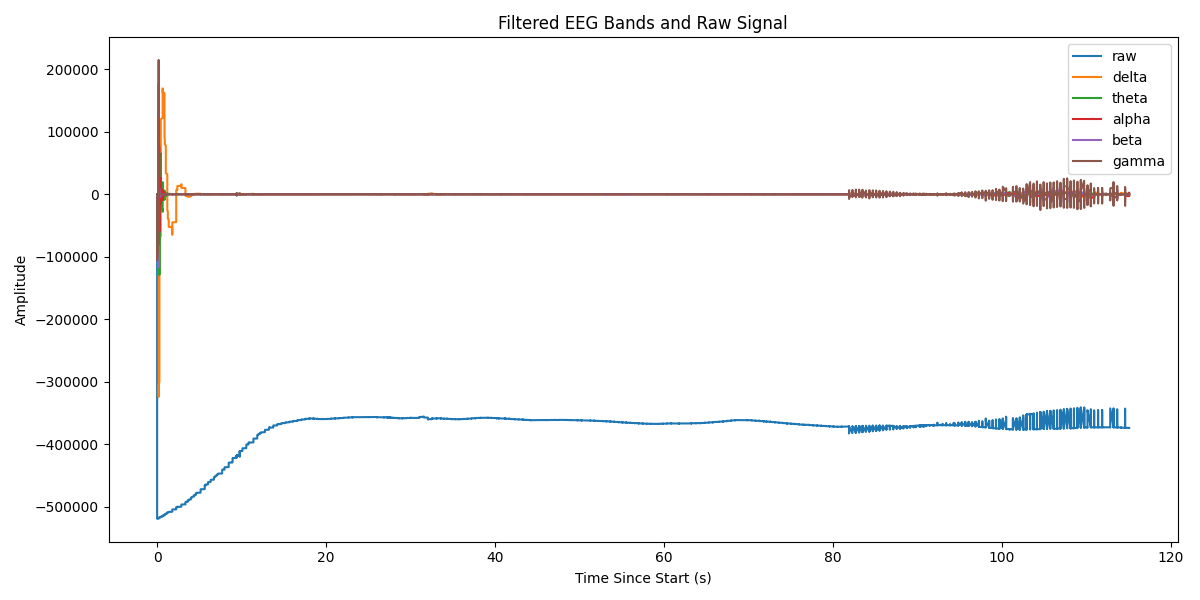 Filtered EEG Bands and Raw Signal
raw
delta
theta
alpha
beta
gamma
200000
100000
0
−100000
−200000
−300000
−400000
−500000
Amplitude
0
20
40
60
80
100
120
Time Since Start (s)